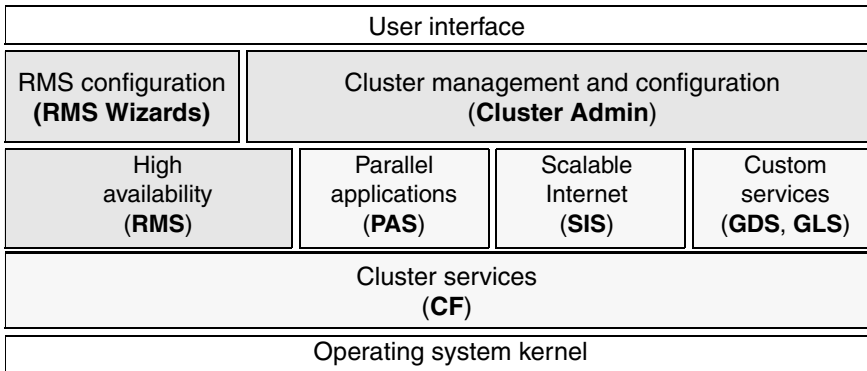 User interface
RMS configuration
(RMS Wizards)
Cluster management and configuration
(Cluster Admin)
High
availability
(RMS)
Parallel
applications
(PAS)
Scalable
Internet
(SIS)
Custom
services
(GDS, GLS)
Cluster services
(CF)
Operating system kernel